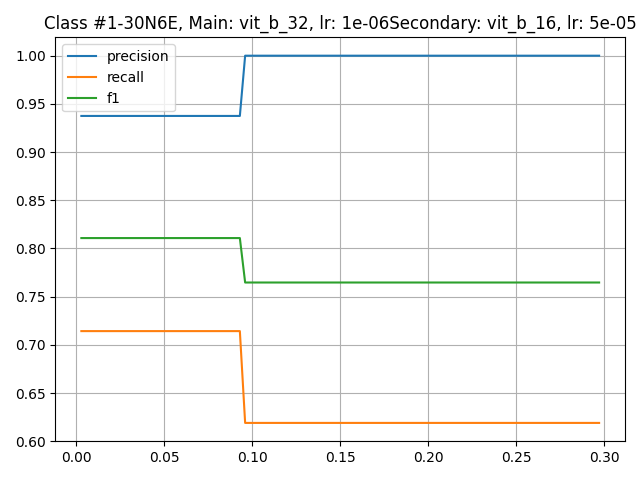 Class #1-30N6E, Main: vit_b_32, lr: 1e-06Secondary: vit_b_16, lr: 5e-05
precision
recall
f1
1.00
0.95
0.90
0.85
0.80
0.75
0.70
0.65
0.60
0.00 0.05 0.10 0.15 0.20 0.25 0.30